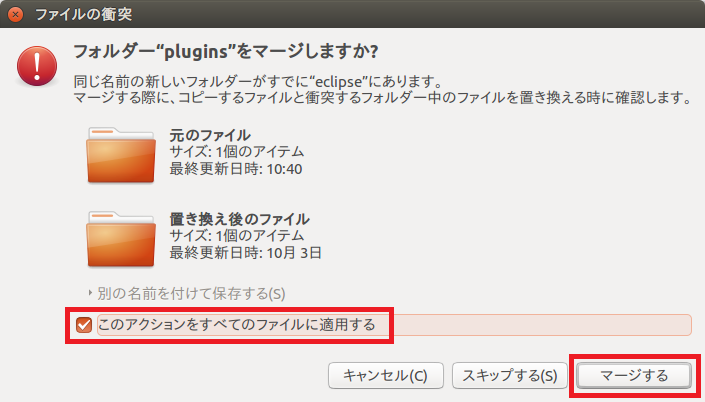 ファイルの衝突
フォルダー“plugins”をマージしますか?
同じ名前の新しいフォルダーがすでに“eclipse”にあります。
マージする際に、コピーするファイルと衝突するフォルダー中のファイルを置き換える時に確認します。
元のファイル
サイズ: 1個のアイテム
最終更新日時: 10:40
置き換え後のファイル
サイズ: 1個のアイテム
最終更新日時: 10月 3日
別の名前を付けて保存する(S)
このアクションをすべてのファイルに適用する
キャンセル(C) スキップする(S) マージする